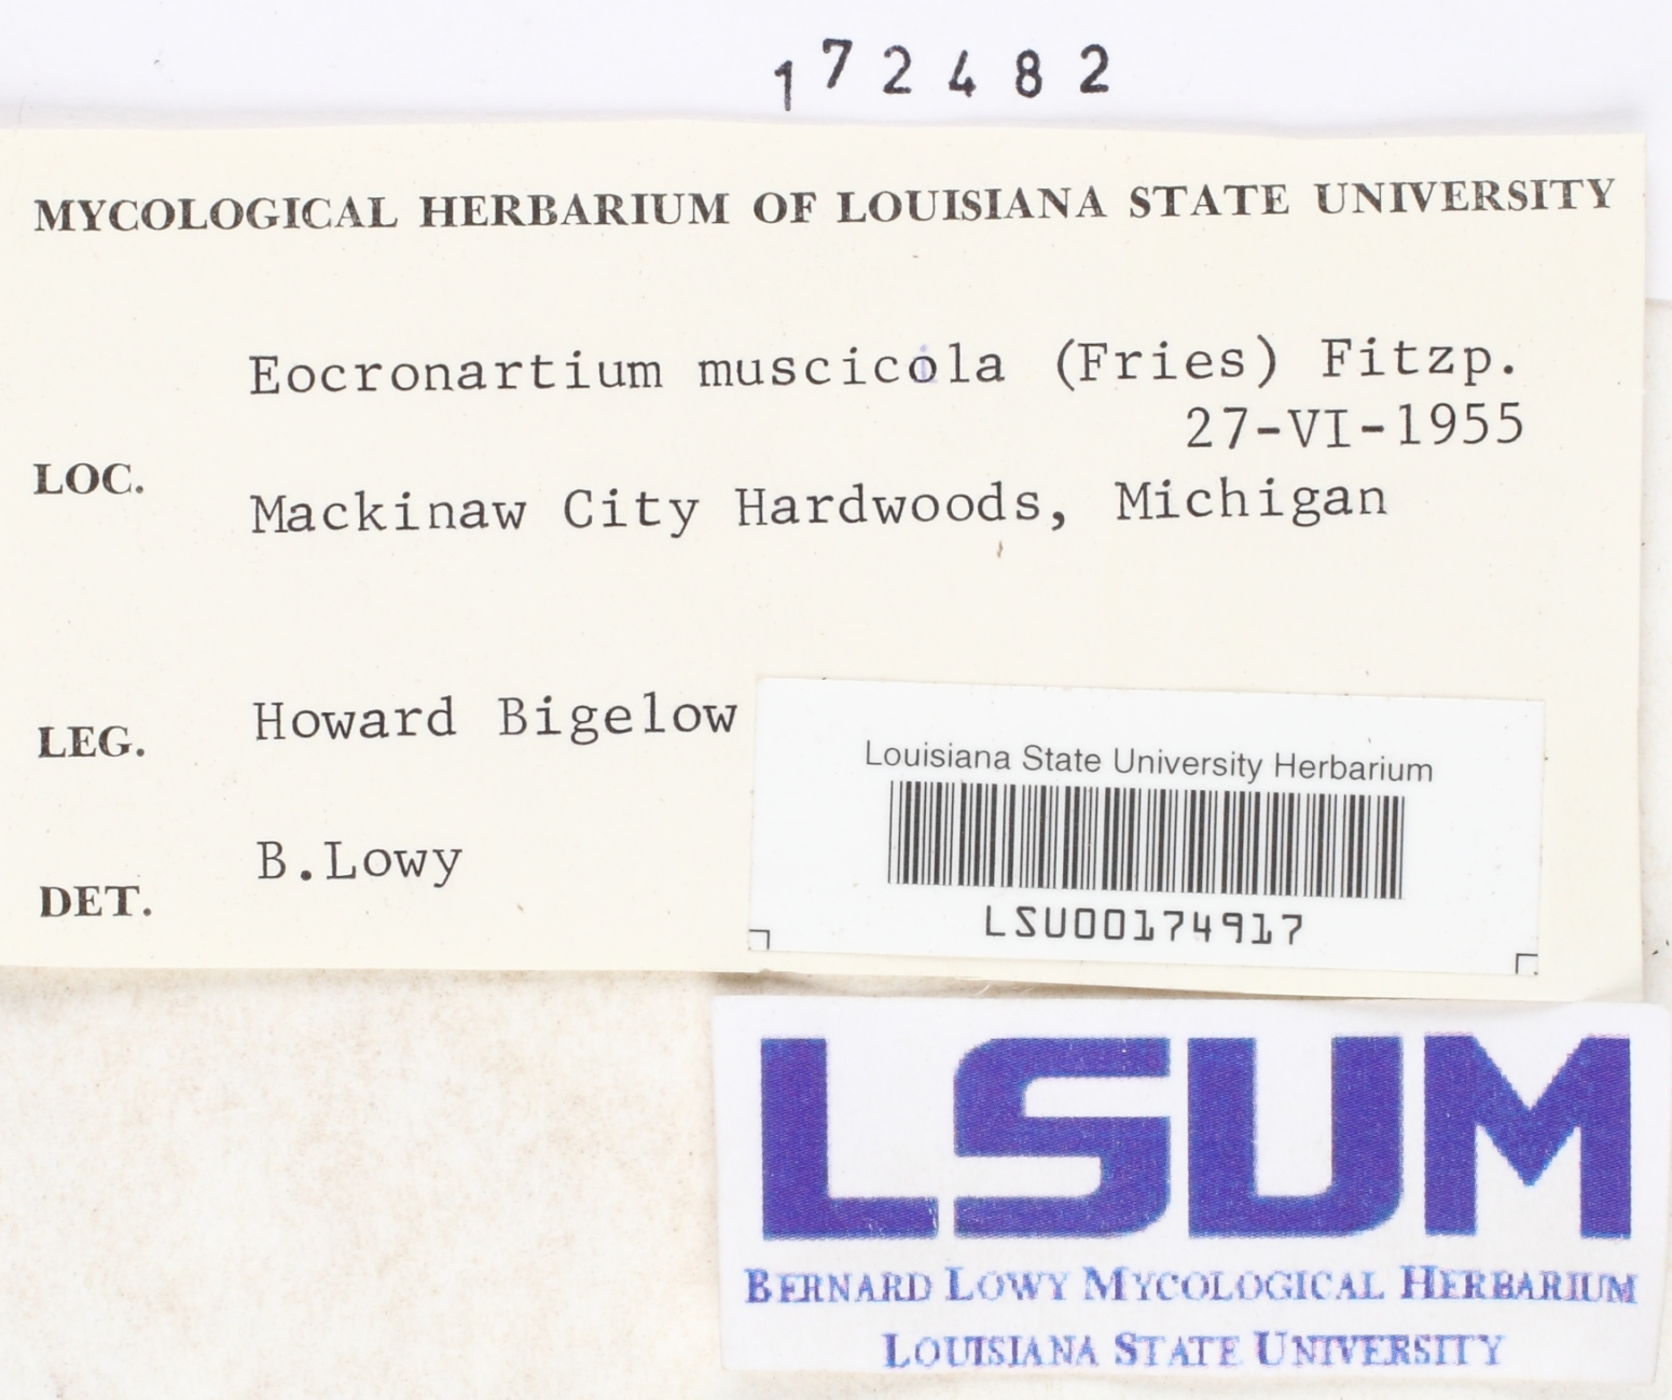 172482
MYCOLOGICAL HERBARIUM OF LOUISIANA STATE UNIVERSITY
Eocronartium muscicola (Fries) Fitzp.
27-VI-1955
LOC.
Mackinaw City Hardwoods, Michigan
LEG.
Howard Bigelow
DET.
B.Lowy
Louisiana State University Herbarium
LSU00174917
LSUM
BERNARD LOWY MYCOLOGICAL HERBARIUM
LOUISIANA STATE UNIVERSITY